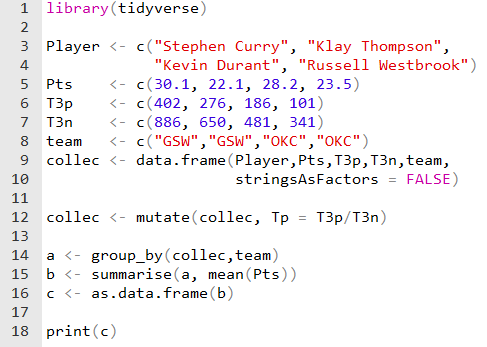 1 library(tidyverse)
2
3 Player <- c("Stephen Curry", "Klay Thompson",
4             "Kevin Durant", "Russell Westbrook")
5 Pts    <- c(30.1, 22.1, 28.2, 23.5)
6 T3p    <- c(402, 276, 186, 101)
7 T3n    <- c(886, 650, 481, 341)
8 team   <- c("GSW","GSW","OKC","OKC")
9 collec <- data.frame(Player,Pts,T3p,T3n,team,
10                      stringsAsFactors = FALSE)
11
12 collec <- mutate(collec, Tp = T3p/T3n)
13
14 a <- group_by(collec,team)
15 b <- summarise(a, mean(Pts))
16 c <- as.data.frame(b)
17
18 print(c)